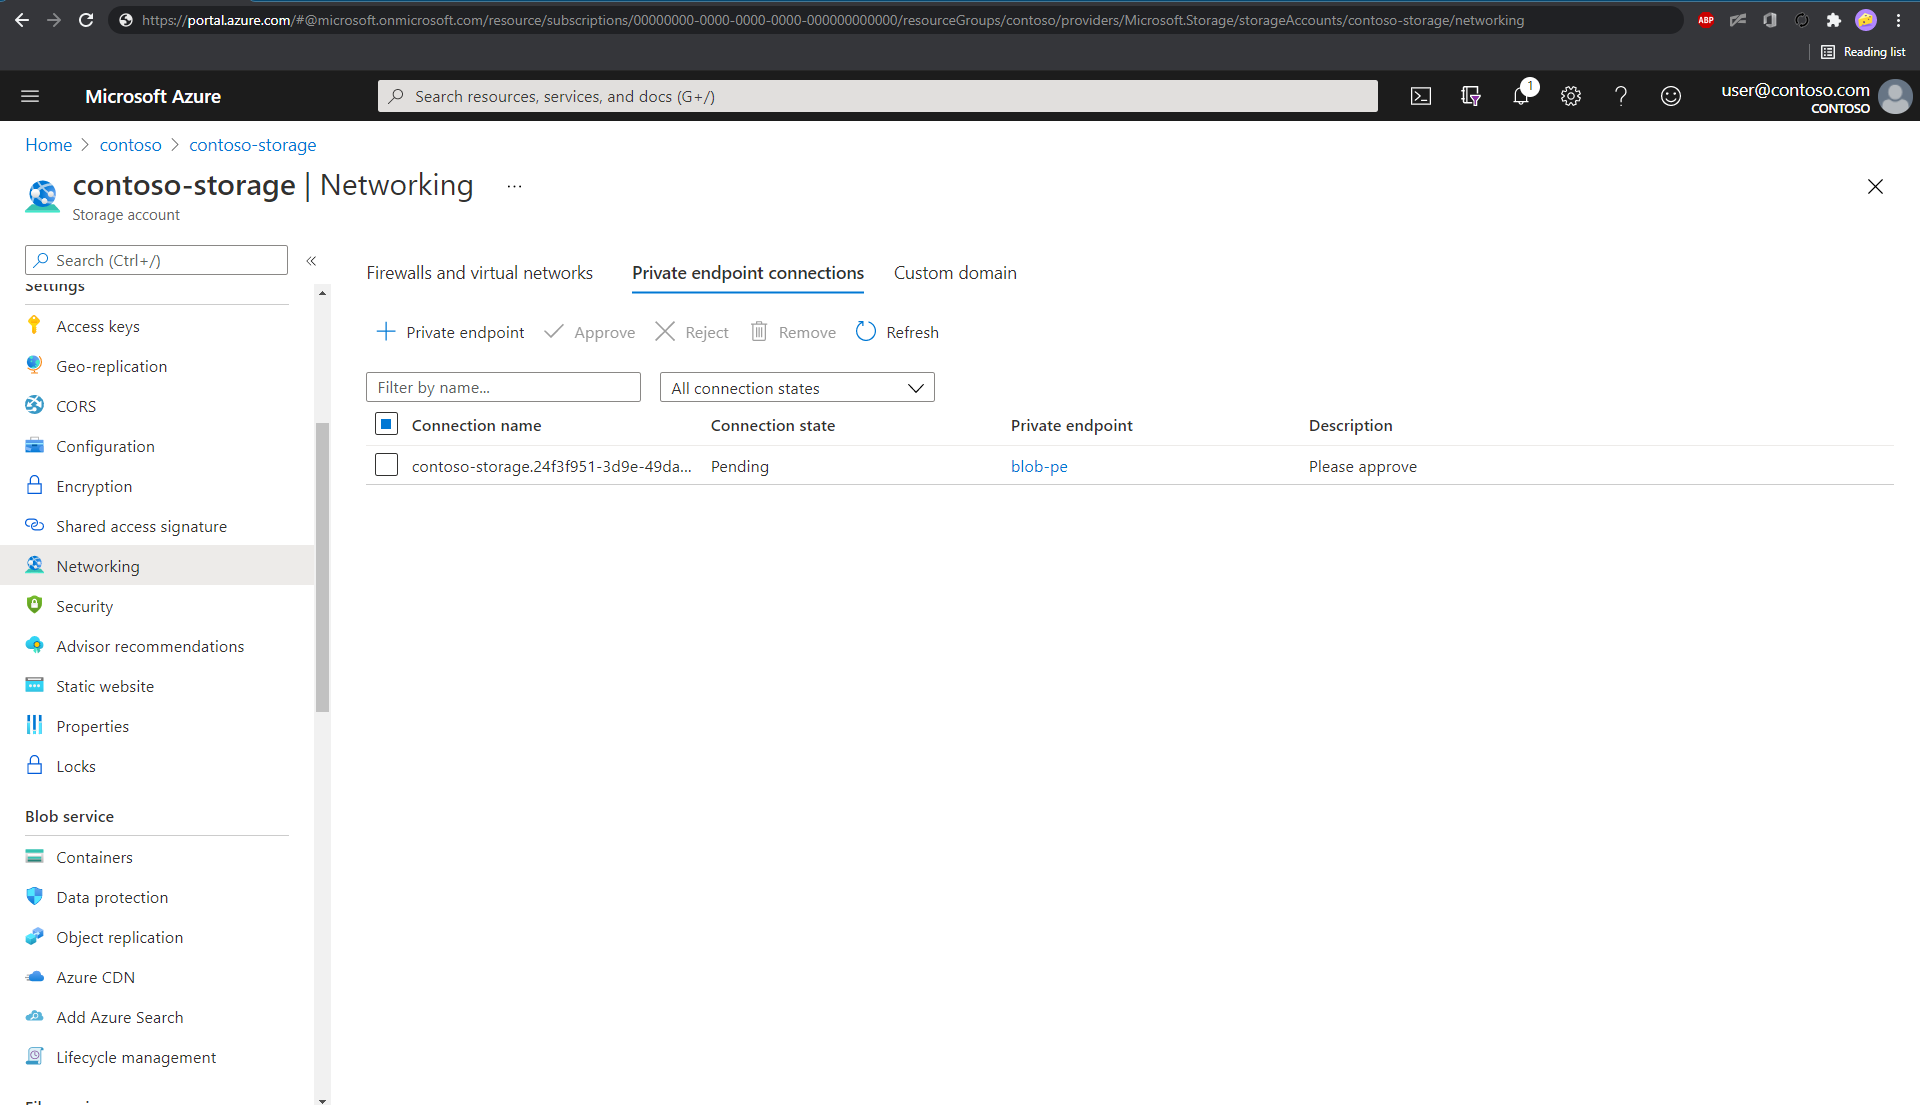 https://portal.azure.com/#@microsoft.onmicrosoft.com/resource/subscriptions/00000000-0000-0000-0000-000000000000/resourceGroups/contoso/providers/Microsoft.Storage/storageAccounts/contoso-storage/networking
ABP
Reading list
Microsoft Azure
Search resources, services, and docs (G+/)
1
user@contoso.com
CONTOSO
Home > contoso > contoso-storage
contoso-storage | Networking ...
Storage account
Search (Ctrl+/)
«
Settings
Access keys
Geo-replication
CORS
Configuration
Encryption
Shared access signature
Networking
Security
Advisor recommendations
Static website
Properties
Locks
Blob service
Containers
Data protection
Object replication
Azure CDN
Add Azure Search
Lifecycle management
Firewalls and virtual networks Private endpoint connections Custom domain
Private endpoint Approve Reject Remove Refresh
Filter by name... All connection states
Connection name Connection state Private endpoint Description
contoso-storage.24f3f951-3d9e-49da... Pending blob-pe Please approve